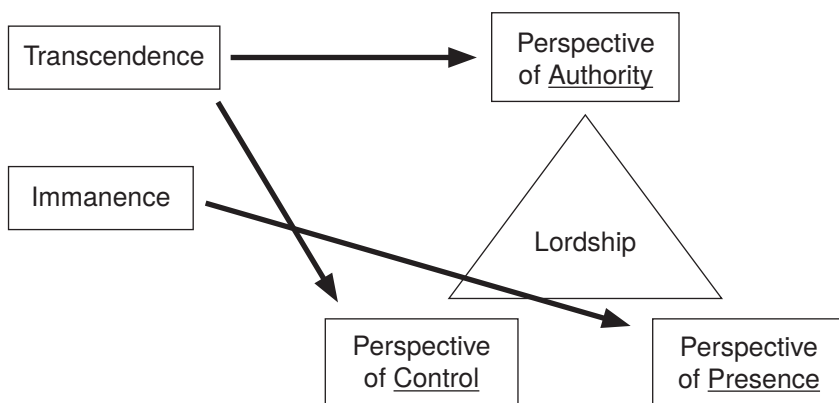 Transcendence
Perspective
of Authority
Immanence
Lordship
Perspective
of Control
Perspective
of Presence